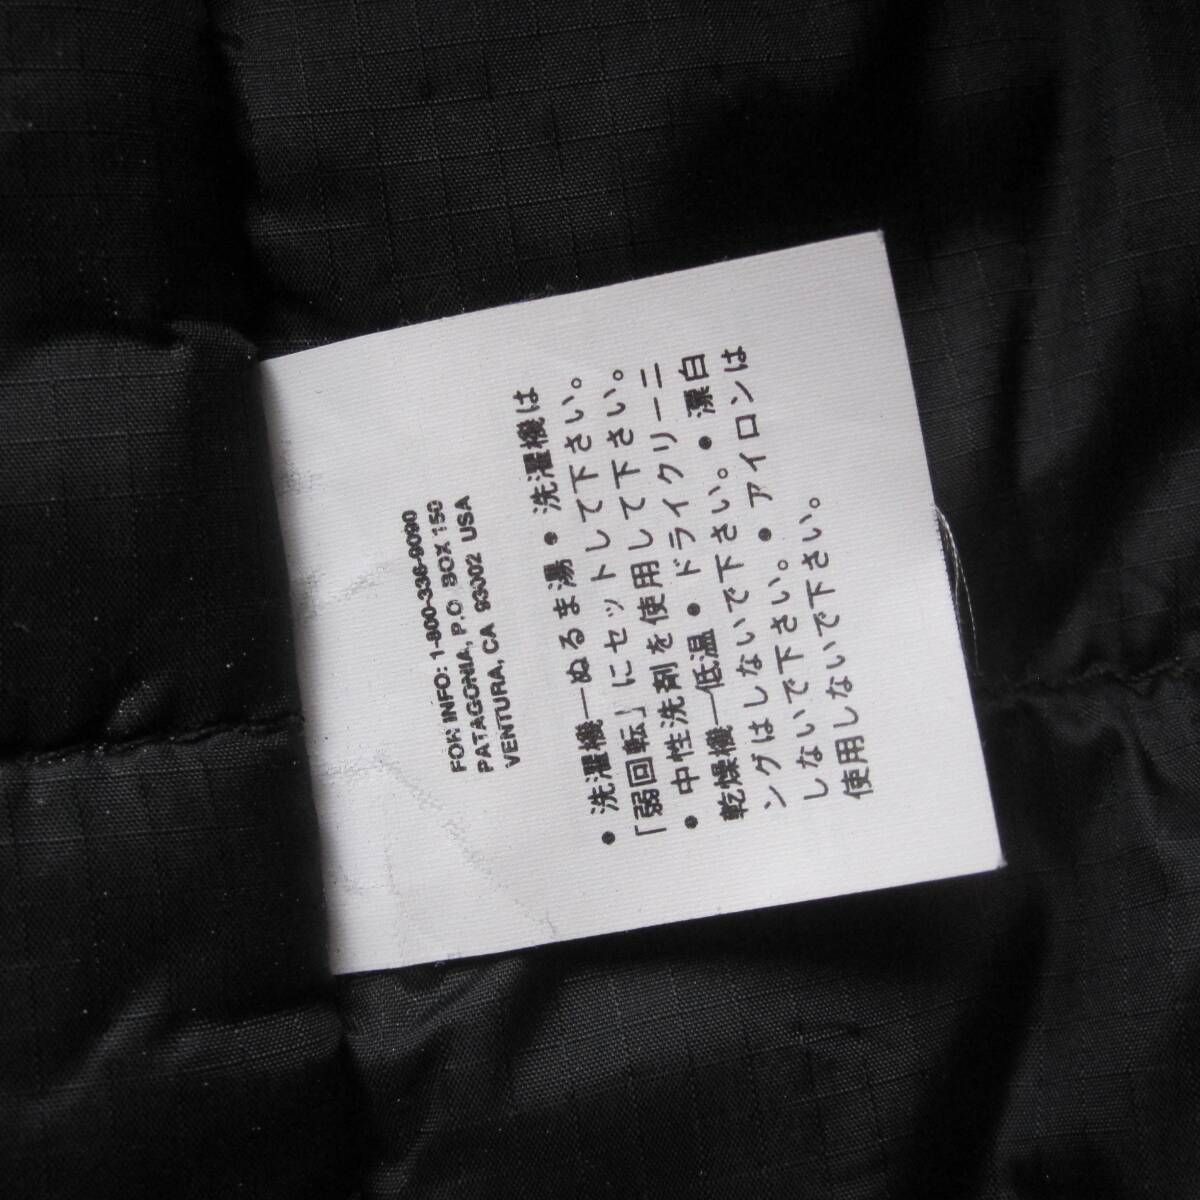 FOR INFO: 1-800-336-9090
PATAGONIA, P.O. BOX 150
VENTURA, CA 93002 USA
• 洗濯機—ぬるま湯 • 洗濯機は
「弱回転」にセットして下さい。
• 中性洗剤を使用して下さい。
乾燥機—低温 • ドライクリーニ
ングはしないで下さい。 • 漂白
しないで下さい。 • アイロンは
使用しないで下さい。